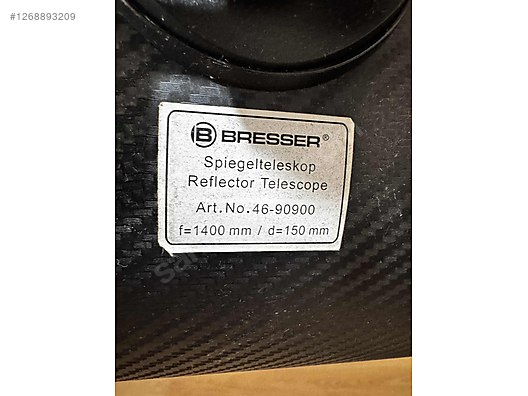 #1268893209
B BRESSER®
Spiegelteleskop
Reflector Telescope
Art.No.46-90900
f=1400 mm / d=150 mm